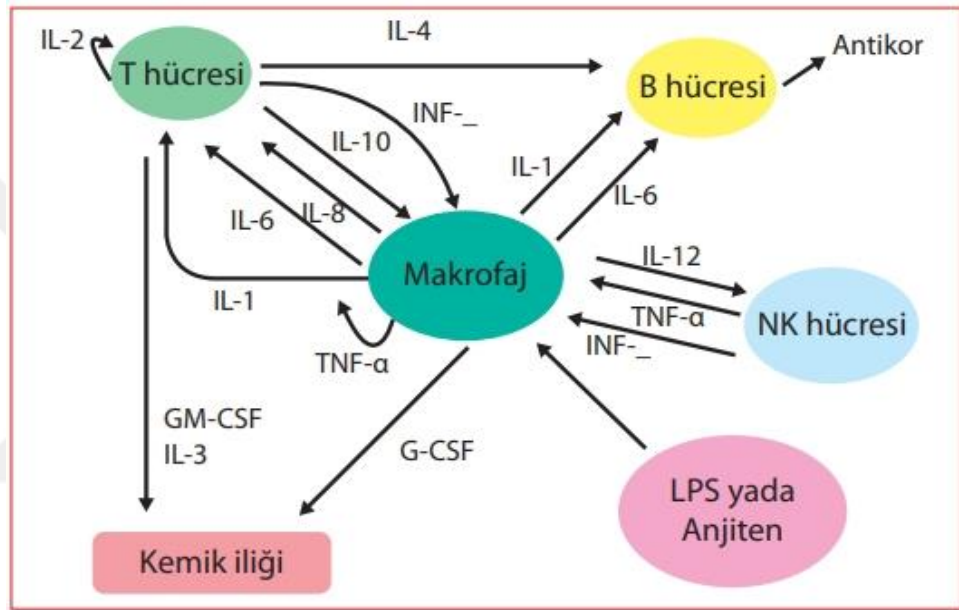 IL-2
T hücresi
IL-4
B hücresi
Antikor
INF-_
IL-10
IL-1
IL-6
IL-8
IL-6
IL-1
Makrofaj
IL-12
TNF-α
INF-_
NK hücresi
TNF-α
GM-CSF
IL-3
G-CSF
LPS yada
Anjiten
Kemik iliği